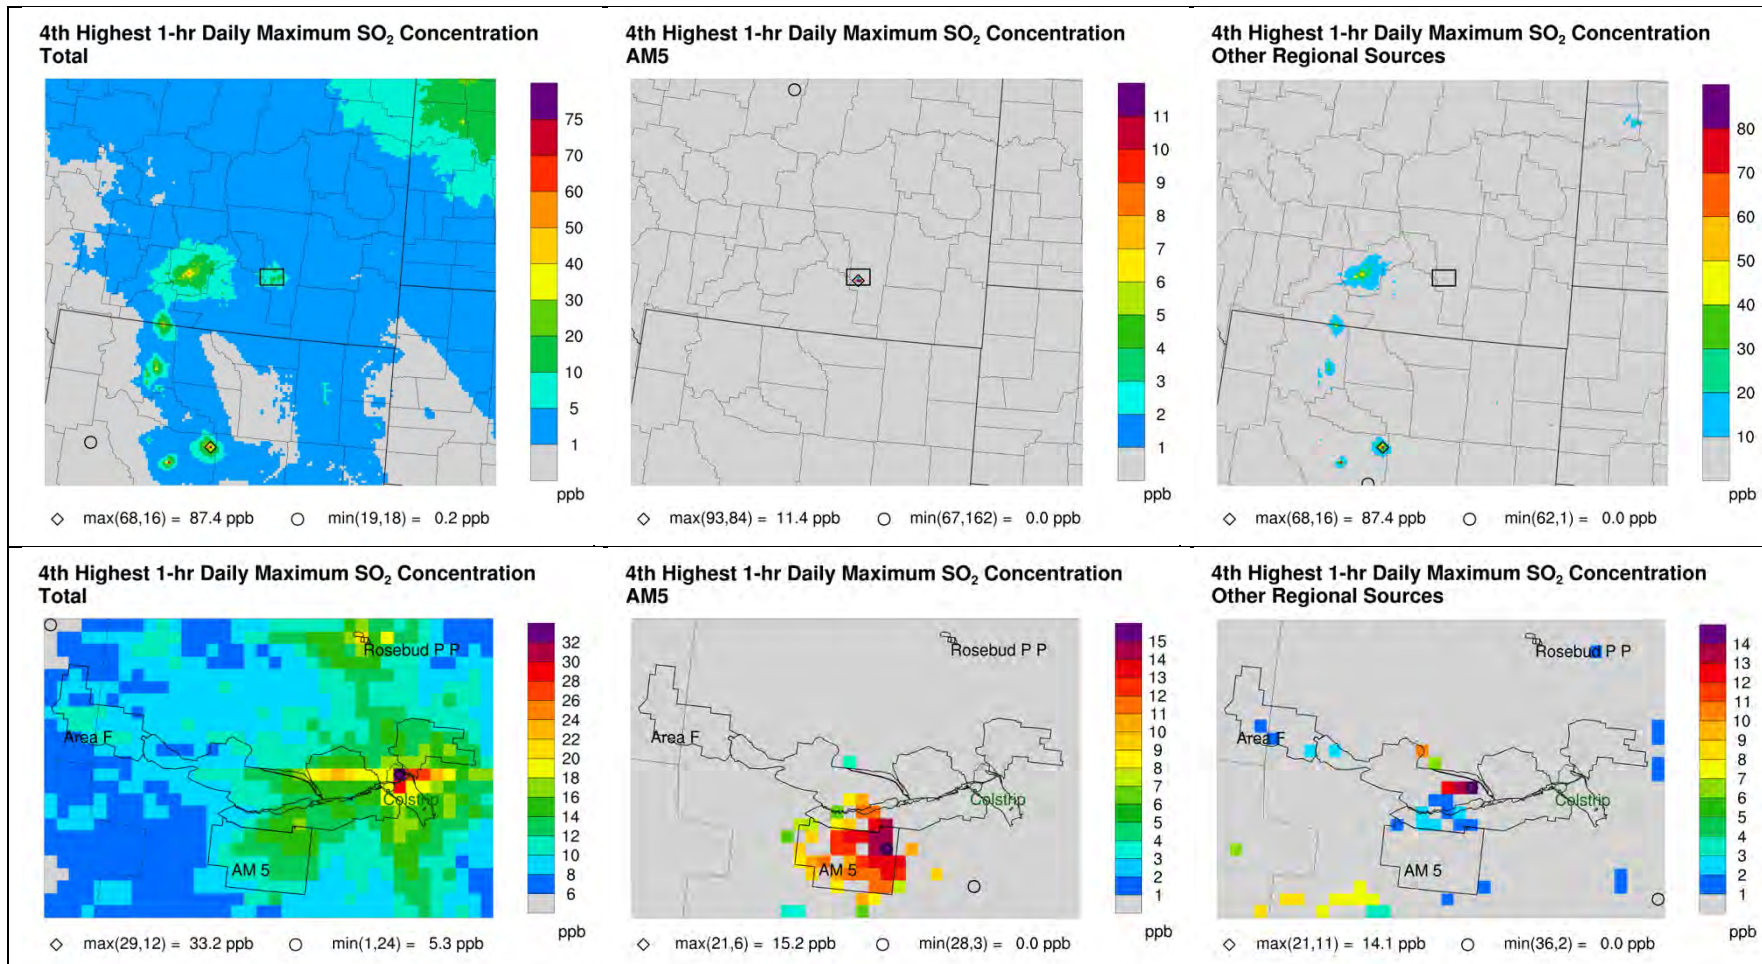 4th Highest 1-hr Daily Maximum SO₂ Concentration
Total
75
70
60
50
40
30
20
10
5
1
ppb
max(68,16) = 87.4 ppb
min(19,18) = 0.2 ppb
4th Highest 1-hr Daily Maximum SO₂ Concentration
AM5
11
10
9
8
7
6
5
4
3
2
1
ppb
max(93,84) = 11.4 ppb
min(67,162) = 0.0 ppb
4th Highest 1-hr Daily Maximum SO₂ Concentration
Other Regional Sources
80
70
60
50
40
30
20
10
ppb
max(68,16) = 87.4 ppb
min(62,1) = 0.0 ppb
4th Highest 1-hr Daily Maximum SO₂ Concentration
Total
Rosebud P P
Area F
Colstrip
AM 5
32
30
28
26
24
22
20
18
16
14
12
10
8
6
ppb
max(29,12) = 33.2 ppb
min(1,24) = 5.3 ppb
4th Highest 1-hr Daily Maximum SO₂ Concentration
AM5
Rosebud P P
Area F
Colstrip
AM 5
15
14
13
12
11
10
9
8
7
6
5
4
3
2
1
ppb
max(21,6) = 15.2 ppb
min(28,3) = 0.0 ppb
4th Highest 1-hr Daily Maximum SO₂ Concentration
Other Regional Sources
Rosebud P P
Area F
Colstrip
AM 5
14
13
12
11
10
9
8
7
6
5
4
3
2
1
ppb
max(21,11) = 14.1 ppb
min(36,2) = 0.0 ppb